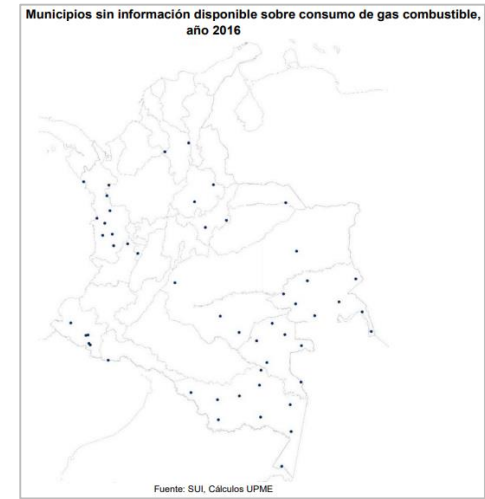 Municipios sin información disponible sobre consumo de gas combustible,
año 2016
Fuente: SUI, Cálculos UPME